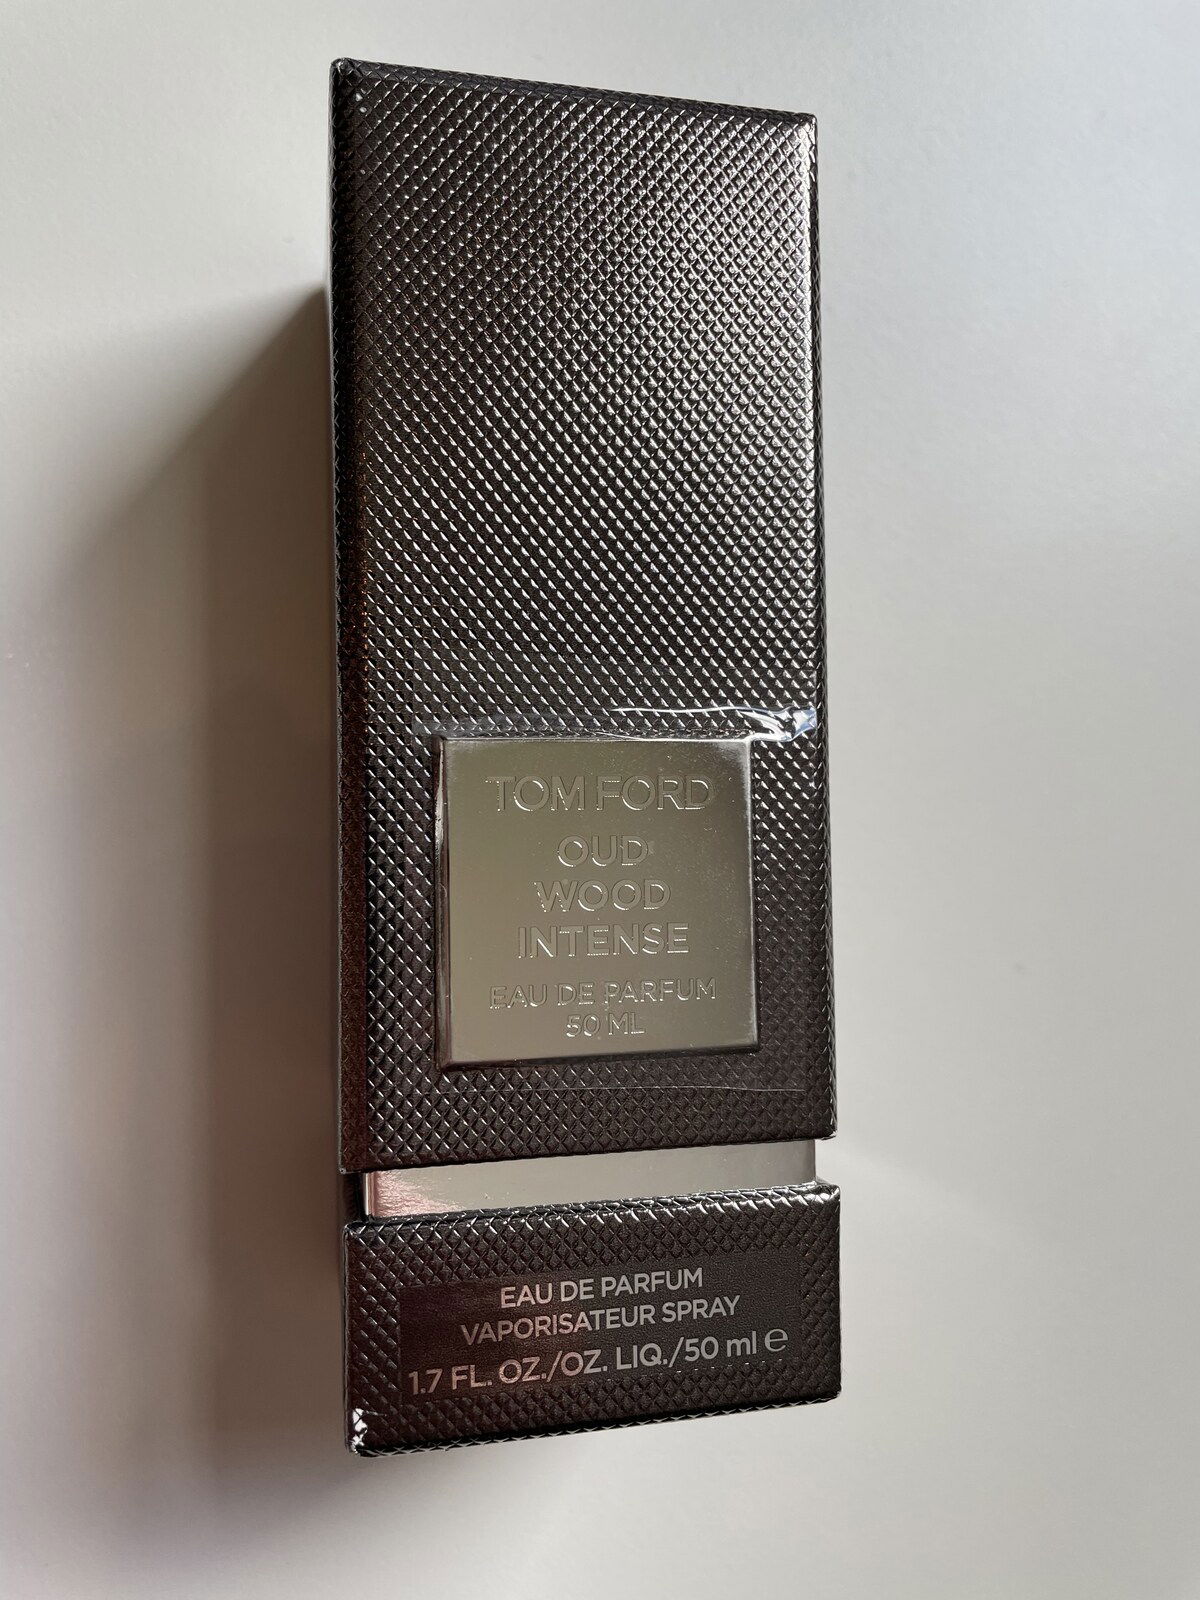 TOM FORD
OUD
WOOD
INTENSE
EAU DE PARFUM
50 ML
EAU DE PARFUM
VAPORISATEUR SPRAY
1.7 FL. OZ./OZ. LIQ./50 ml ℮